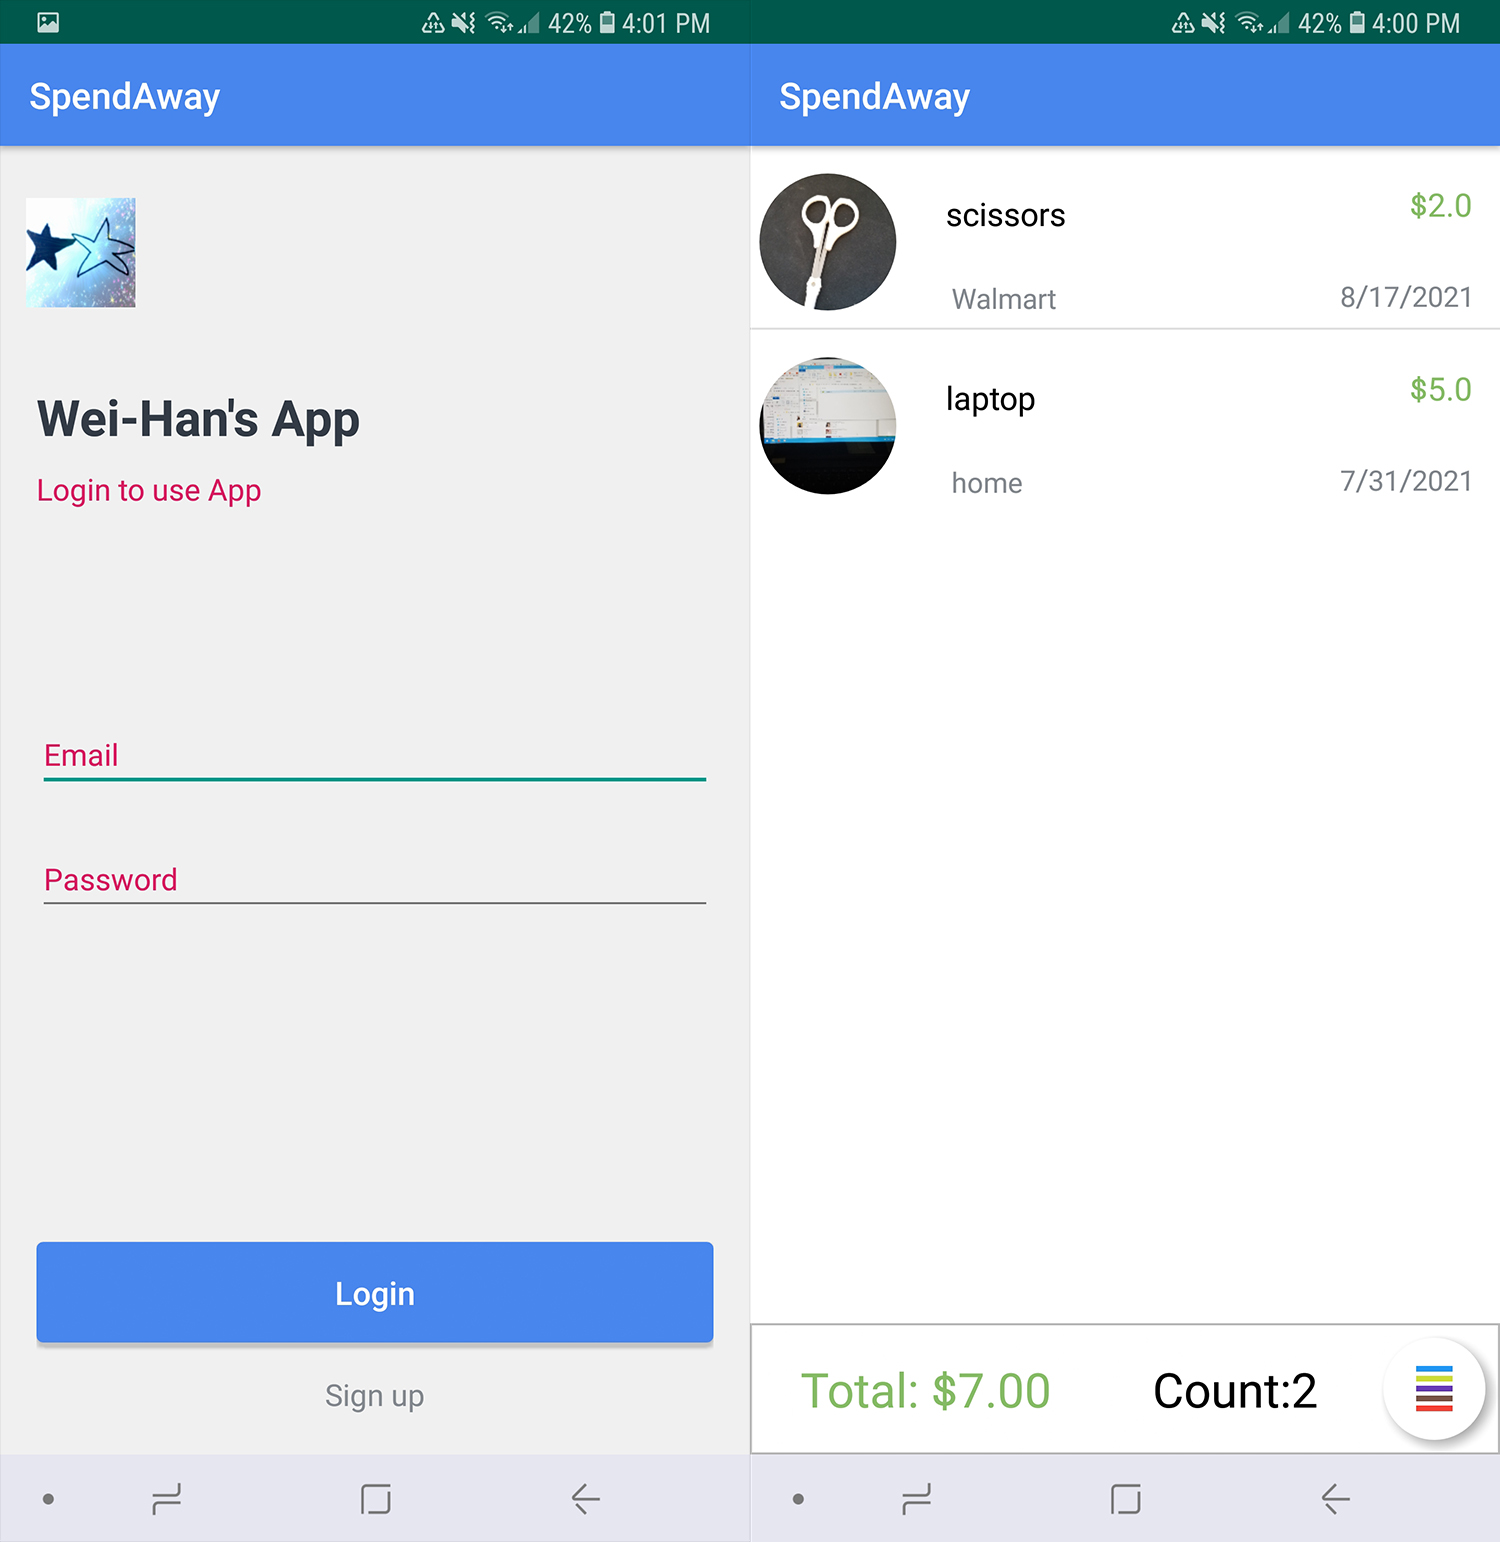 42% 4:01 PM
SpendAway
Wei-Han's App
Login to use App
Email
Password
Login
Sign up
42% 4:00 PM
SpendAway
scissors
$2.0
Walmart
8/17/2021
laptop
$5.0
home
7/31/2021
Total: $7.00
Count:2